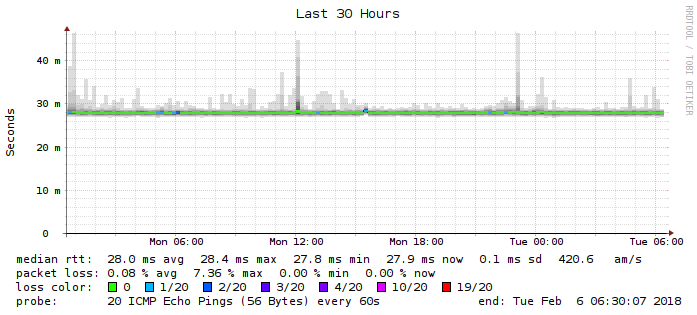 Last 30 Hours
RRDTOOL / TOBI OETIKER
Seconds
40 m
30 m
20 m
10 m
0
Mon 06:00 Mon 12:00 Mon 18:00 Tue 00:00 Tue 06:00
median rtt: 28.0 ms avg 28.4 ms max 27.8 ms min 27.9 ms now 0.1 ms sd 420.6 am/s
packet loss: 0.08 % avg 7.36 % max 0.00 % min 0.00 % now
loss color: 0 1/20 2/20 3/20 4/20 10/20 19/20
probe: 20 ICMP Echo Pings (56 Bytes) every 60s end: Tue Feb 6 06:30:07 2018